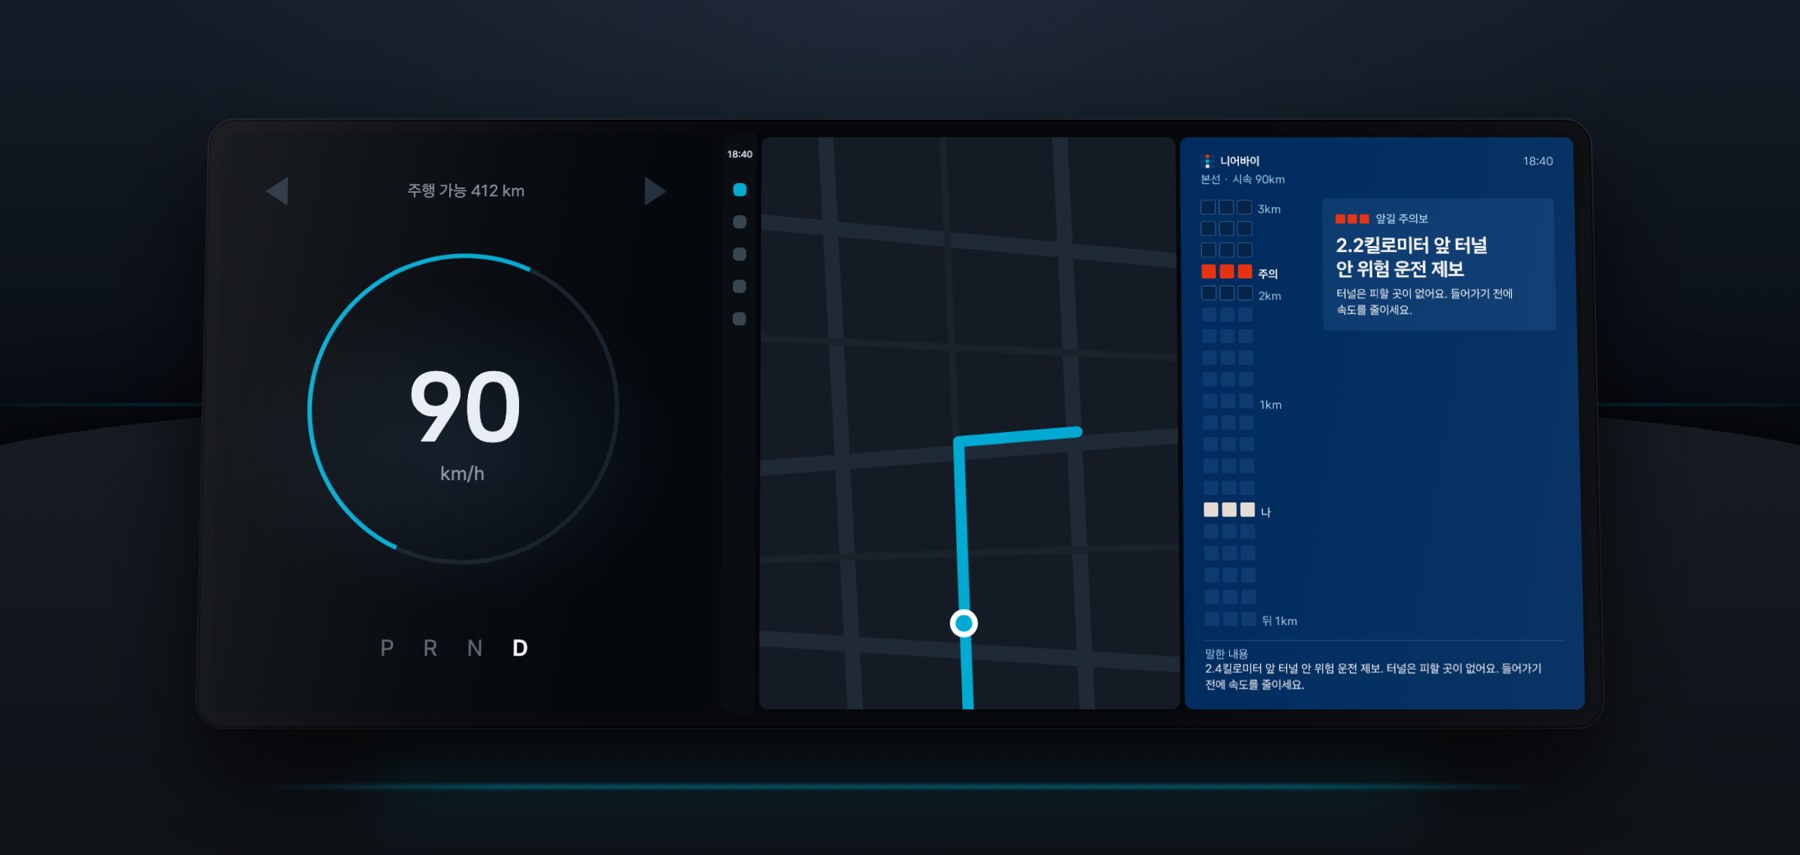 주행 가능 412 km
90
km/h
P R N D
18:40
니어바이
18:40
본선 · 시속 90km
3km
주의
2km
1km
나
뒤 1km
앞길 주의보
2.2킬로미터 앞 터널
안 위험 운전 제보
터널은 피할 곳이 없어요. 들어가기 전에
속도를 줄이세요.
말한 내용
2.4킬로미터 앞 터널 안 위험 운전 제보. 터널은 피할 곳이 없어요. 들어가기
전에 속도를 줄이세요.